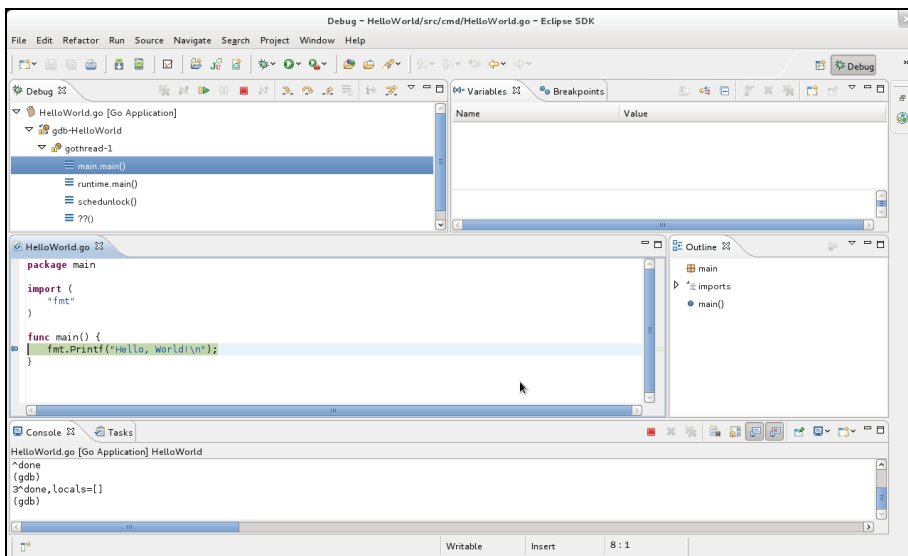 Debug - HelloWorld/src/cmd/HelloWorld.go - Eclipse SDK
File Edit Refactor Run Source Navigate Search Project Window Help
Debug
Debug
HelloWorld.go [Go Application]
gdb-HelloWorld
gothread-1
main.main()
runtime.main()
schedunlock()
??()
Variables Breakpoints
Name Value
HelloWorld.go
package main
import (
"fmt"
)
func main() {
fmt.Printf("Hello, World!\n");
}
Outline
main
imports
main()
Console Tasks
HelloWorld.go [Go Application] HelloWorld
^done
(gdb)
3^done,locals=[]
(gdb)
Writable Insert 8 : 1